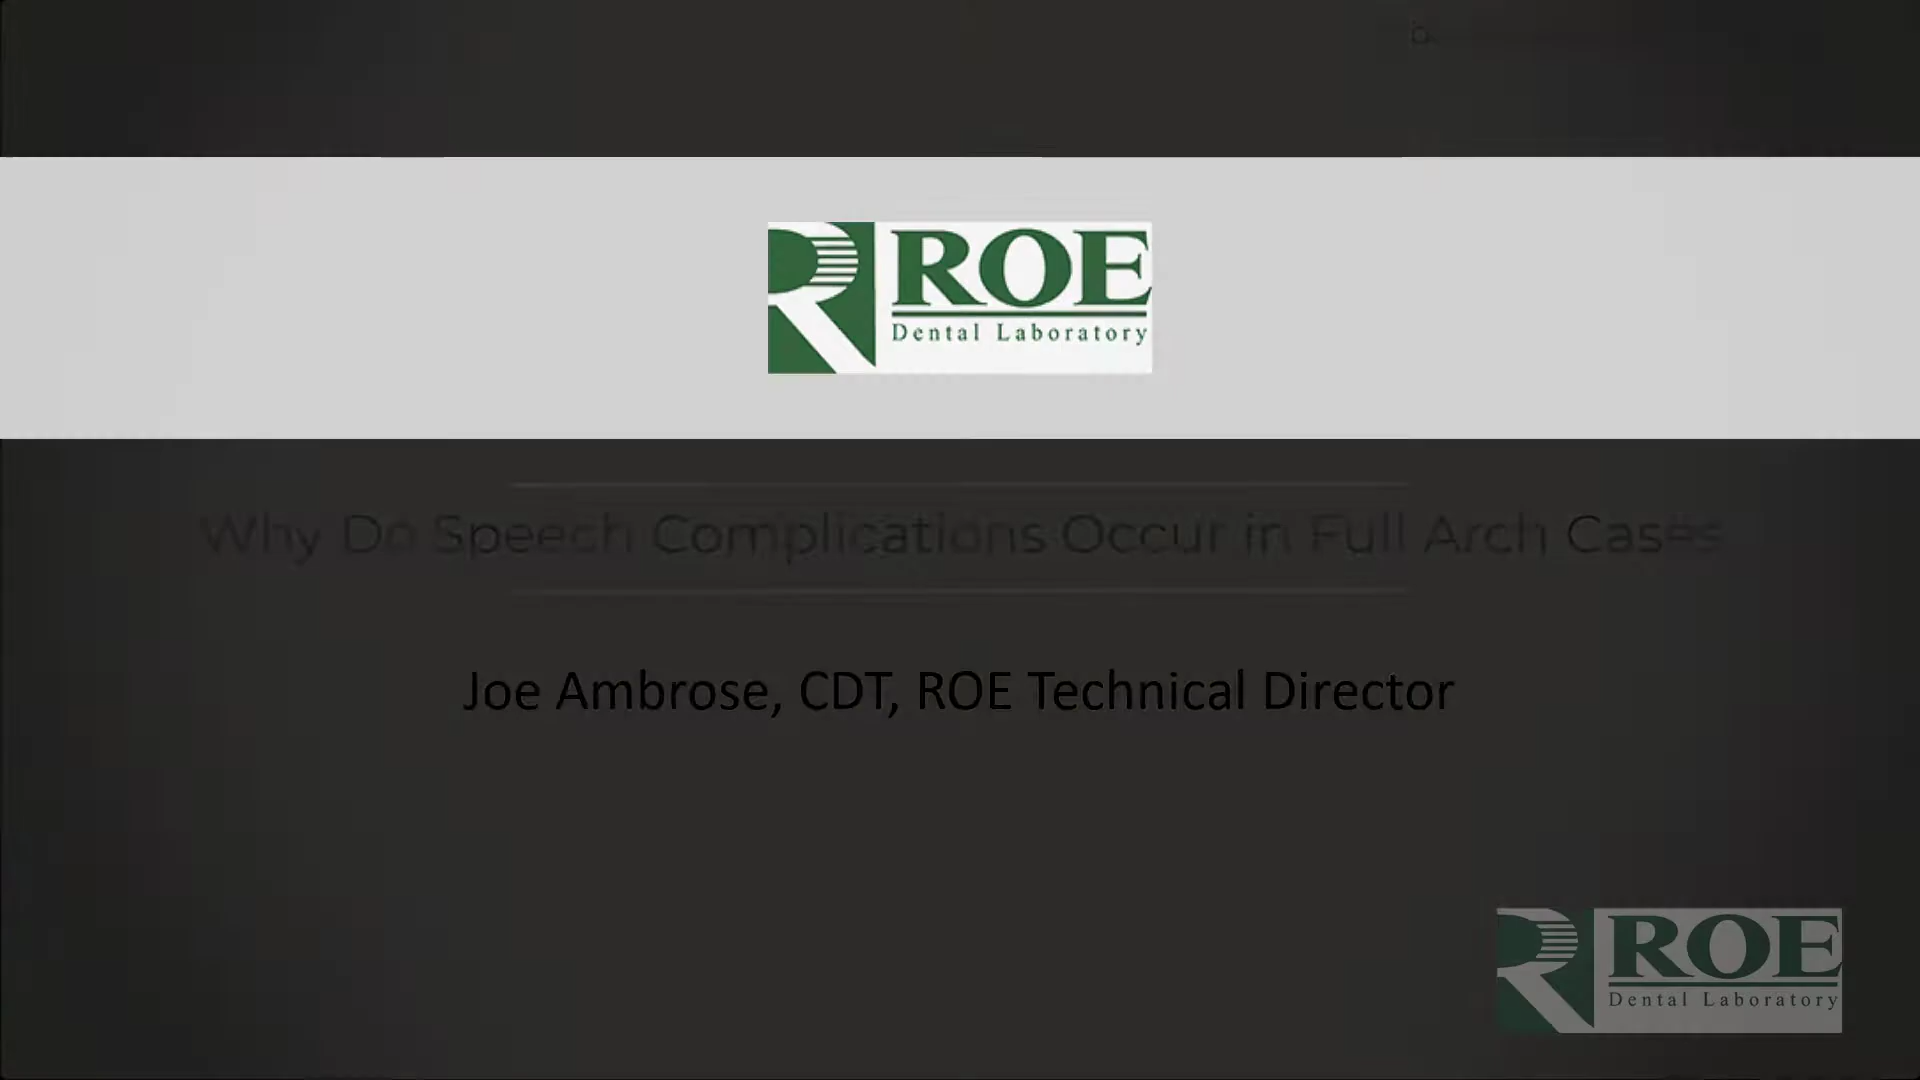 ROE
Dental Laboratory
Why Do Speech Complications Occur in Full Arch Cases
Joe Ambrose, CDT, ROE Technical Director
ROE
Dental Laboratory